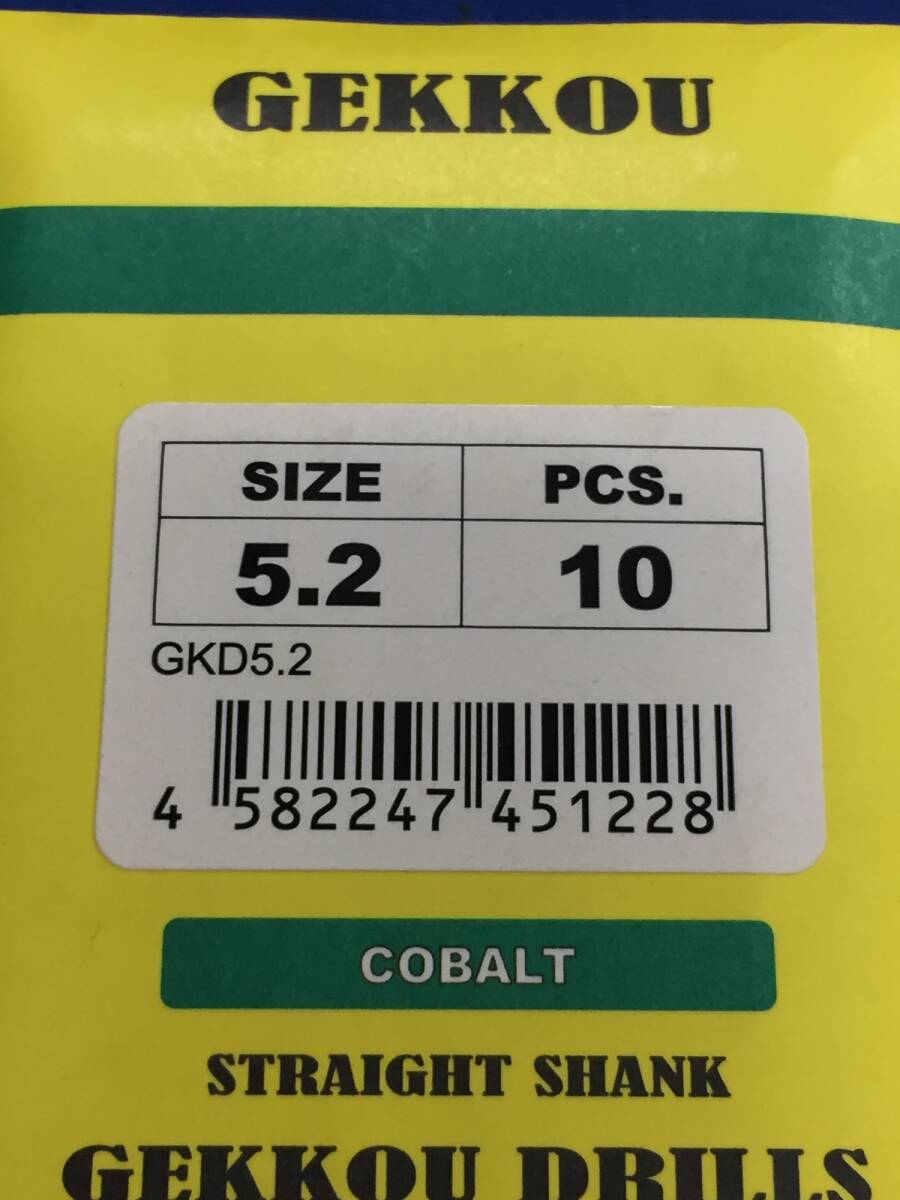 GEKKOU
SIZE PCS.
5.2 10
GKD5.2
4 582247 451228
COBALT
STRAIGHT SHANK
GEKKOU DRILLS